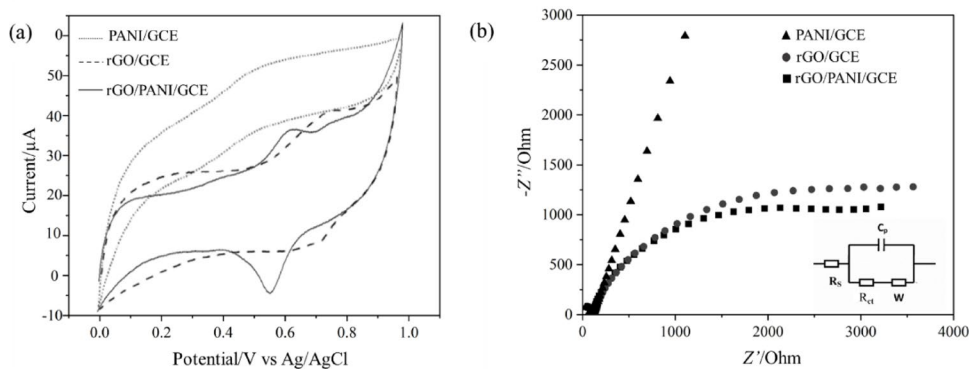 (a)
PANI/GCE
rGO/GCE
rGO/PANI/GCE
Current/µA
0
50
40
30
20
10
0
-10
0.0
0.2
0.4
0.6
0.8
1.0
Potential/V vs Ag/AgCl
(b)
PANI/GCE
rGO/GCE
rGO/PANI/GCE
-Z"/Ohm
3000
2500
2000
1500
1000
500
0
0
1000
2000
3000
4000
Z'/Ohm
Cp
Rs
Rct
W